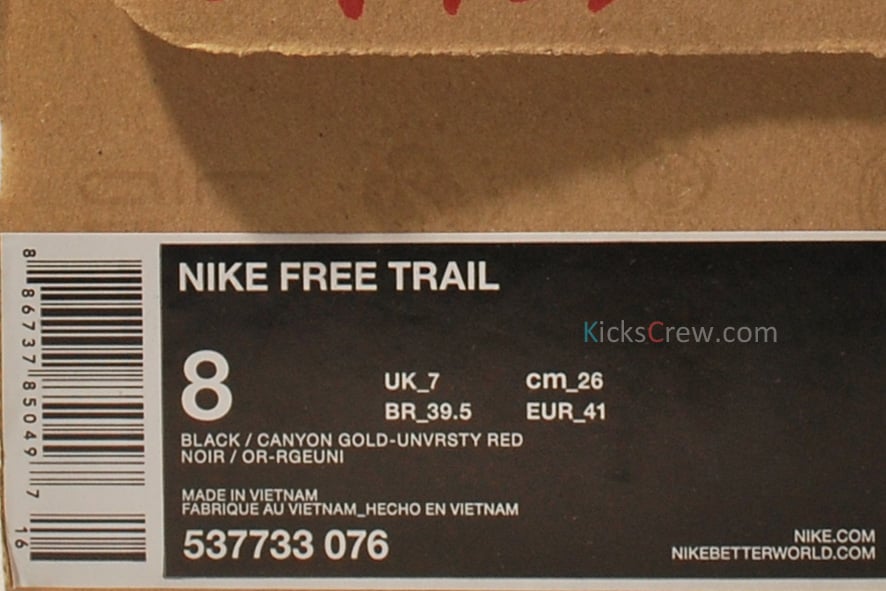 NIKE FREE TRAIL
KicksCrew.com
8
UK_7 cm_26
BR_39.5 EUR_41
BLACK / CANYON GOLD-UNVRSTY RED
NOIR / OR-RGEUNI
MADE IN VIETNAM
FABRIQUE AU VIETNAM_HECHO EN VIETNAM
537733 076
NIKE.COM
NIKEBETTERWORLD.COM
8 86737 85049 7
16